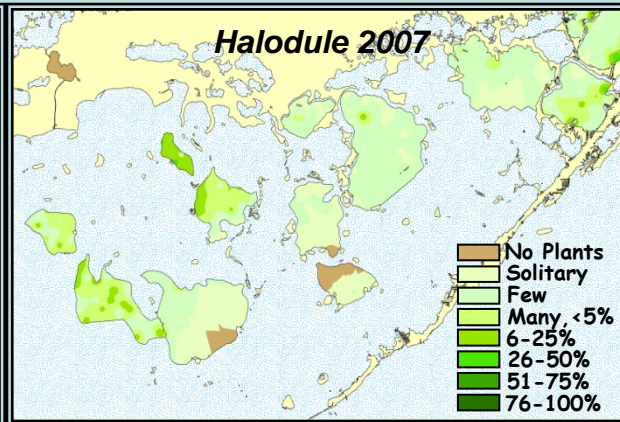 Halodule 2007
No Plants
Solitary
Few
Many, <5%
6-25%
26-50%
51-75%
76-100%